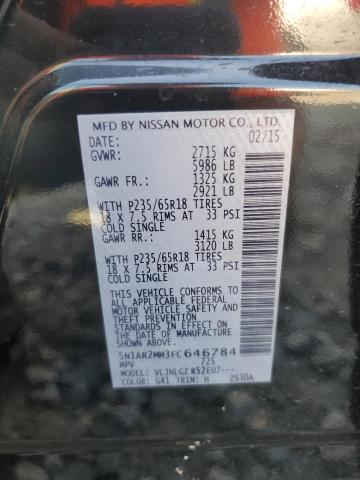 MFD BY NISSAN MOTOR CO., LTD.
DATE: 02/15
GVWR: 2715 KG
5986 LB
GAWR FR.: 1325 KG
2921 LB
WITH P235/65R18 TIRES
18 X 7.5 RIMS AT 33 PSI
COLD SINGLE
GAWR RR.: 1415 KG
3120 LB
WITH P235/65R18 TIRES
18 X 7.5 RIMS AT 33 PSI
COLD SINGLE
THIS VEHICLE CONFORMS TO
ALL APPLICABLE FEDERAL
MOTOR VEHICLE SAFETY AND
THEFT PREVENTION
STANDARDS IN EFFECT ON
THE DATE OF MANUFACTURE
SHOWN ABOVE.
5N1AR2MM3FC646784
MPV 725
MODEL: VLJNLGZ R52EU7---
COLOR: G41 TRIM: H 2S30A